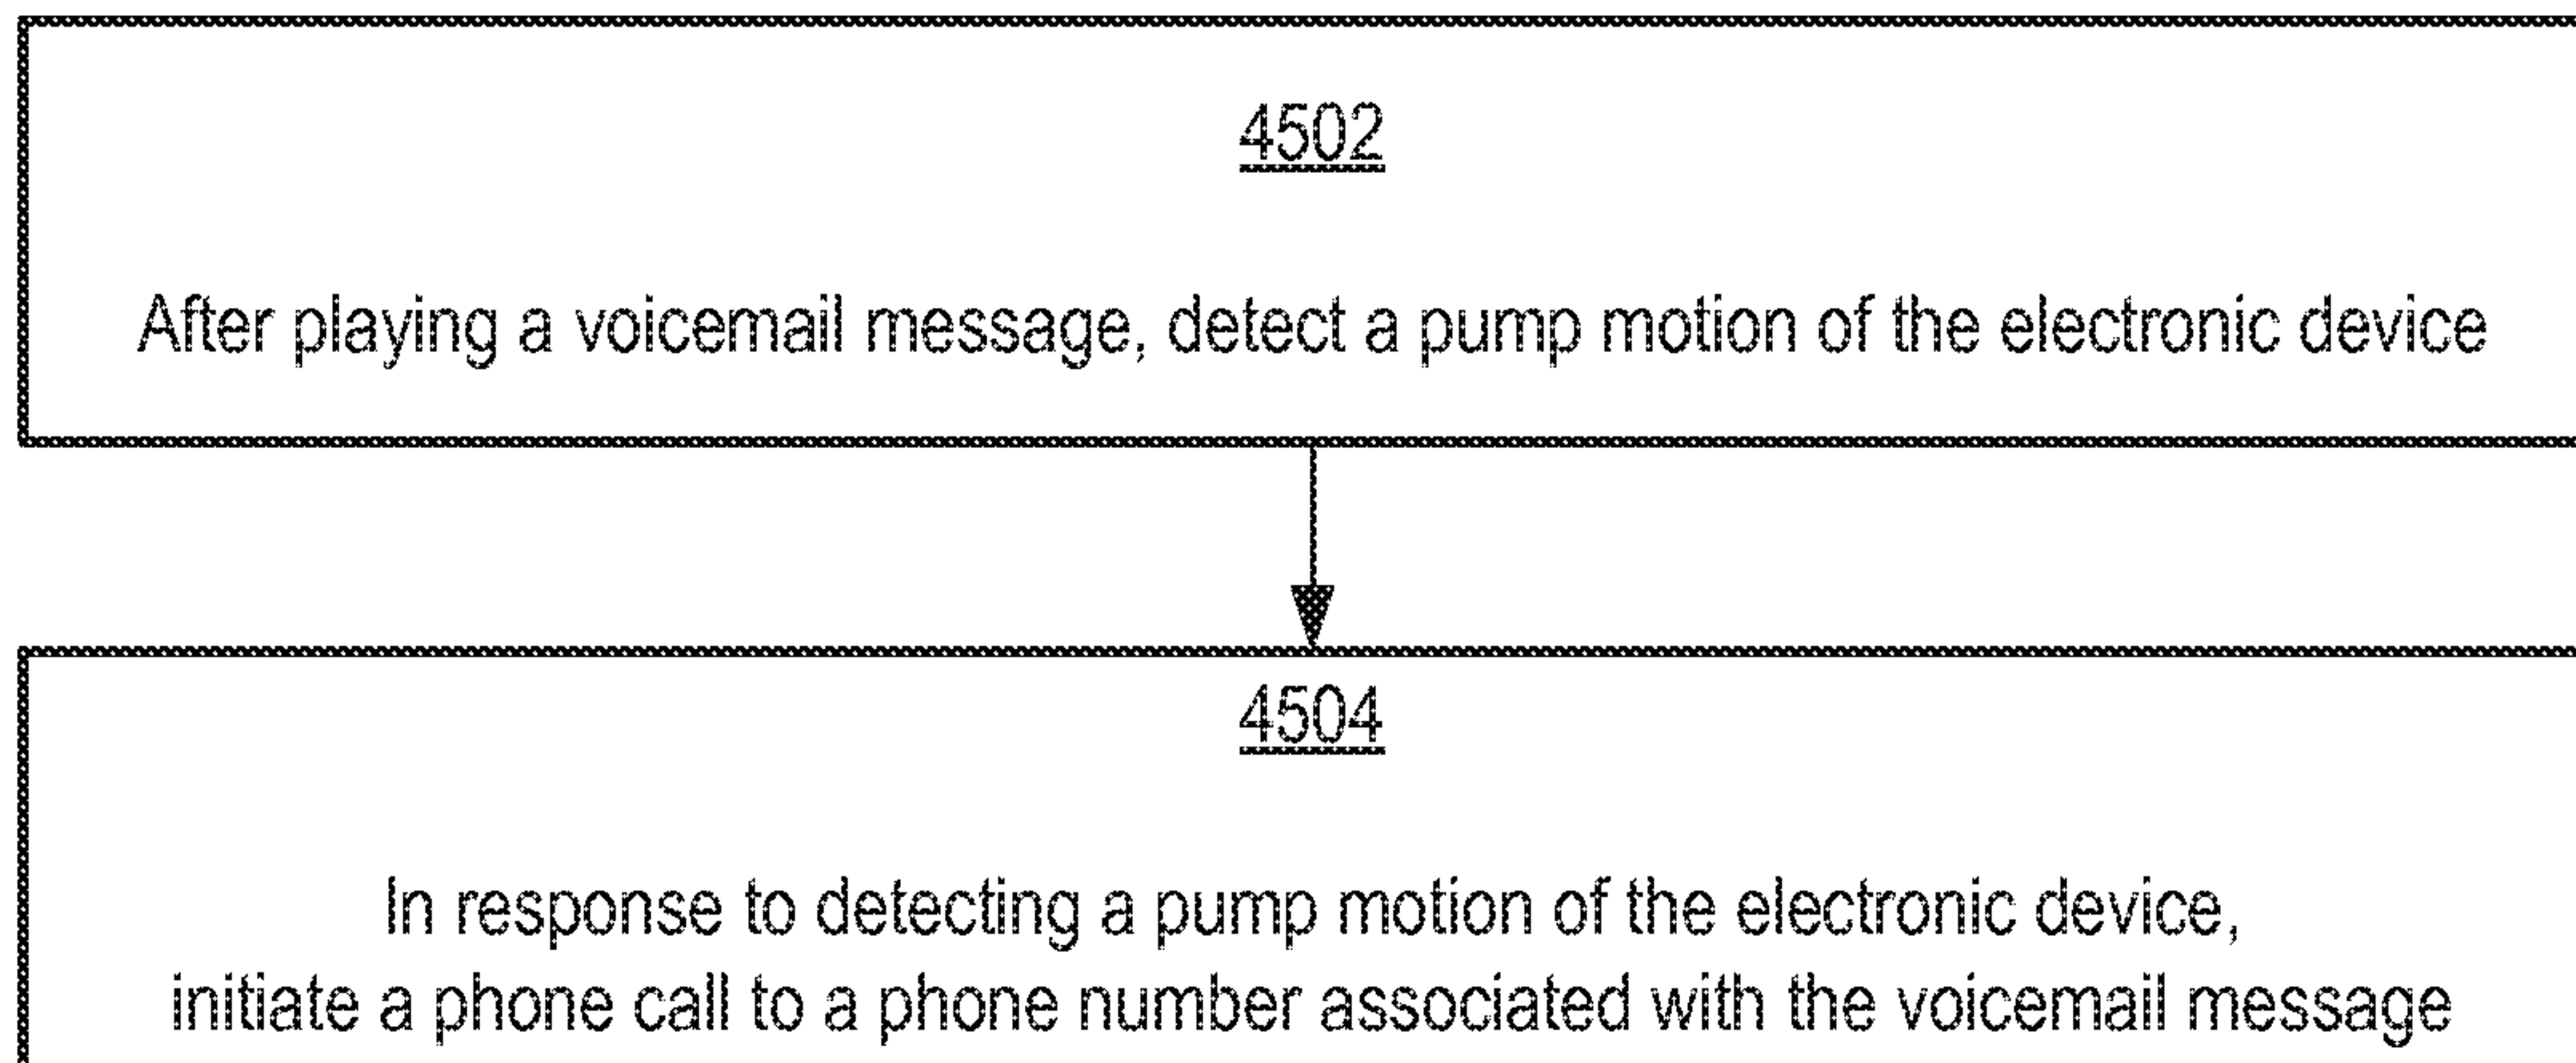 4502
After playing a voicemail message, detect a pump motion of the electronic device
4504
In response to detecting a pump motion of the electronic device,
initiate a phone call to a phone number associated with the voicemail message